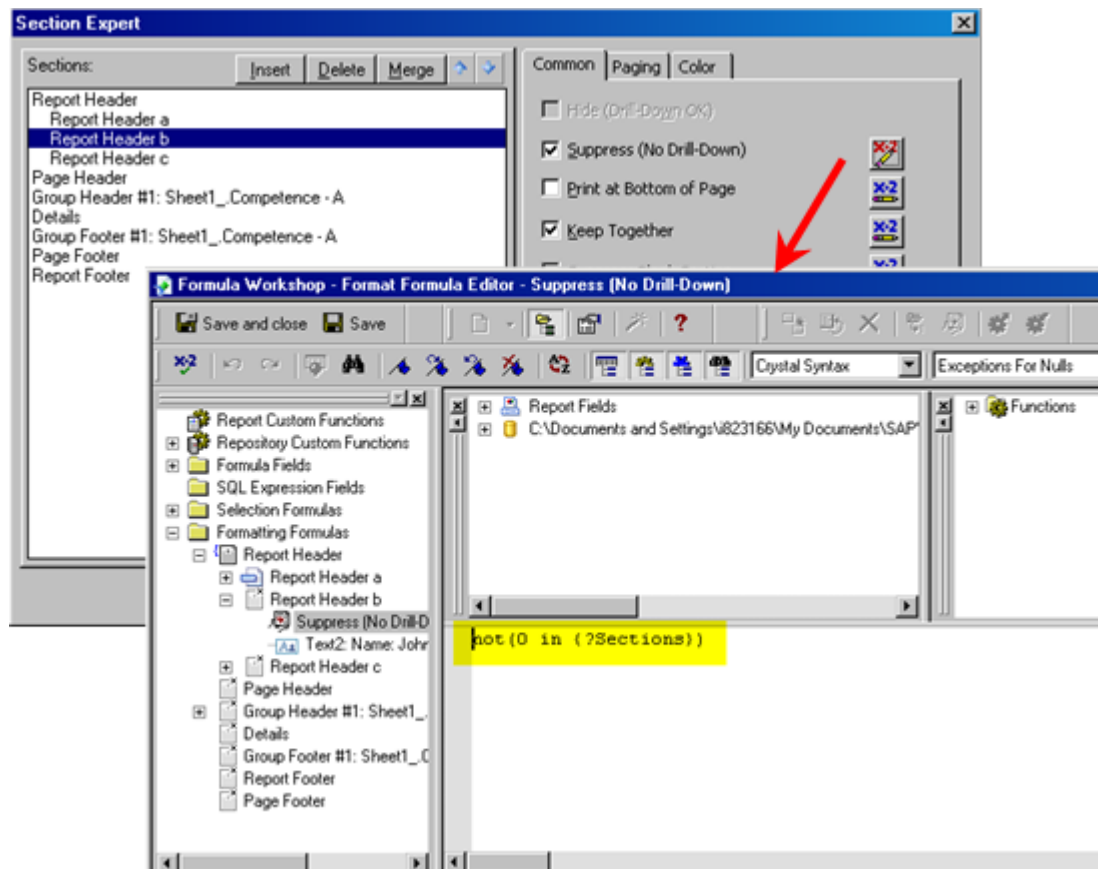 Section Expert
Sections:
Insert Delete Merge
Report Header
Report Header a
Report Header b
Report Header c
Page Header
Group Header #1: Sheet1_.Competence - A
Details
Group Footer #1: Sheet1_.Competence - A
Page Footer
Report Footer
Common Paging Color
Hide (Drill-Down OK)
Suppress (No Drill-Down)
Print at Bottom of Page
Keep Together
Formula Workshop - Format Formula Editor - Suppress (No Drill-Down)
Save and close Save
Crystal Syntax Exceptions For Nulls
Report Custom Functions
Repository Custom Functions
Formula Fields
SQL Expression Fields
Selection Formulas
Formatting Formulas
Report Header
Report Header a
Report Header b
Suppress (No Drill-D
Text2: Name: Johr
Report Header c
Page Header
Group Header #1: Sheet1_.
Details
Group Footer #1: Sheet1_.C
Report Footer
Page Footer
Report Fields
C:\Documents and Settings\i823166\My Documents\SAP
Functions
not(0 in {?Sections})